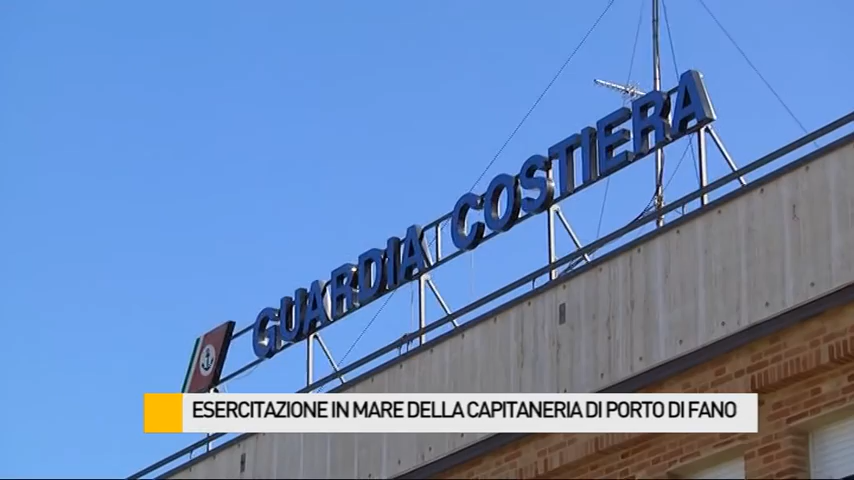 GUARDIA COSTIERA
ESERCITAZIONE IN MARE DELLA CAPITANERIA DI PORTO DI FANO